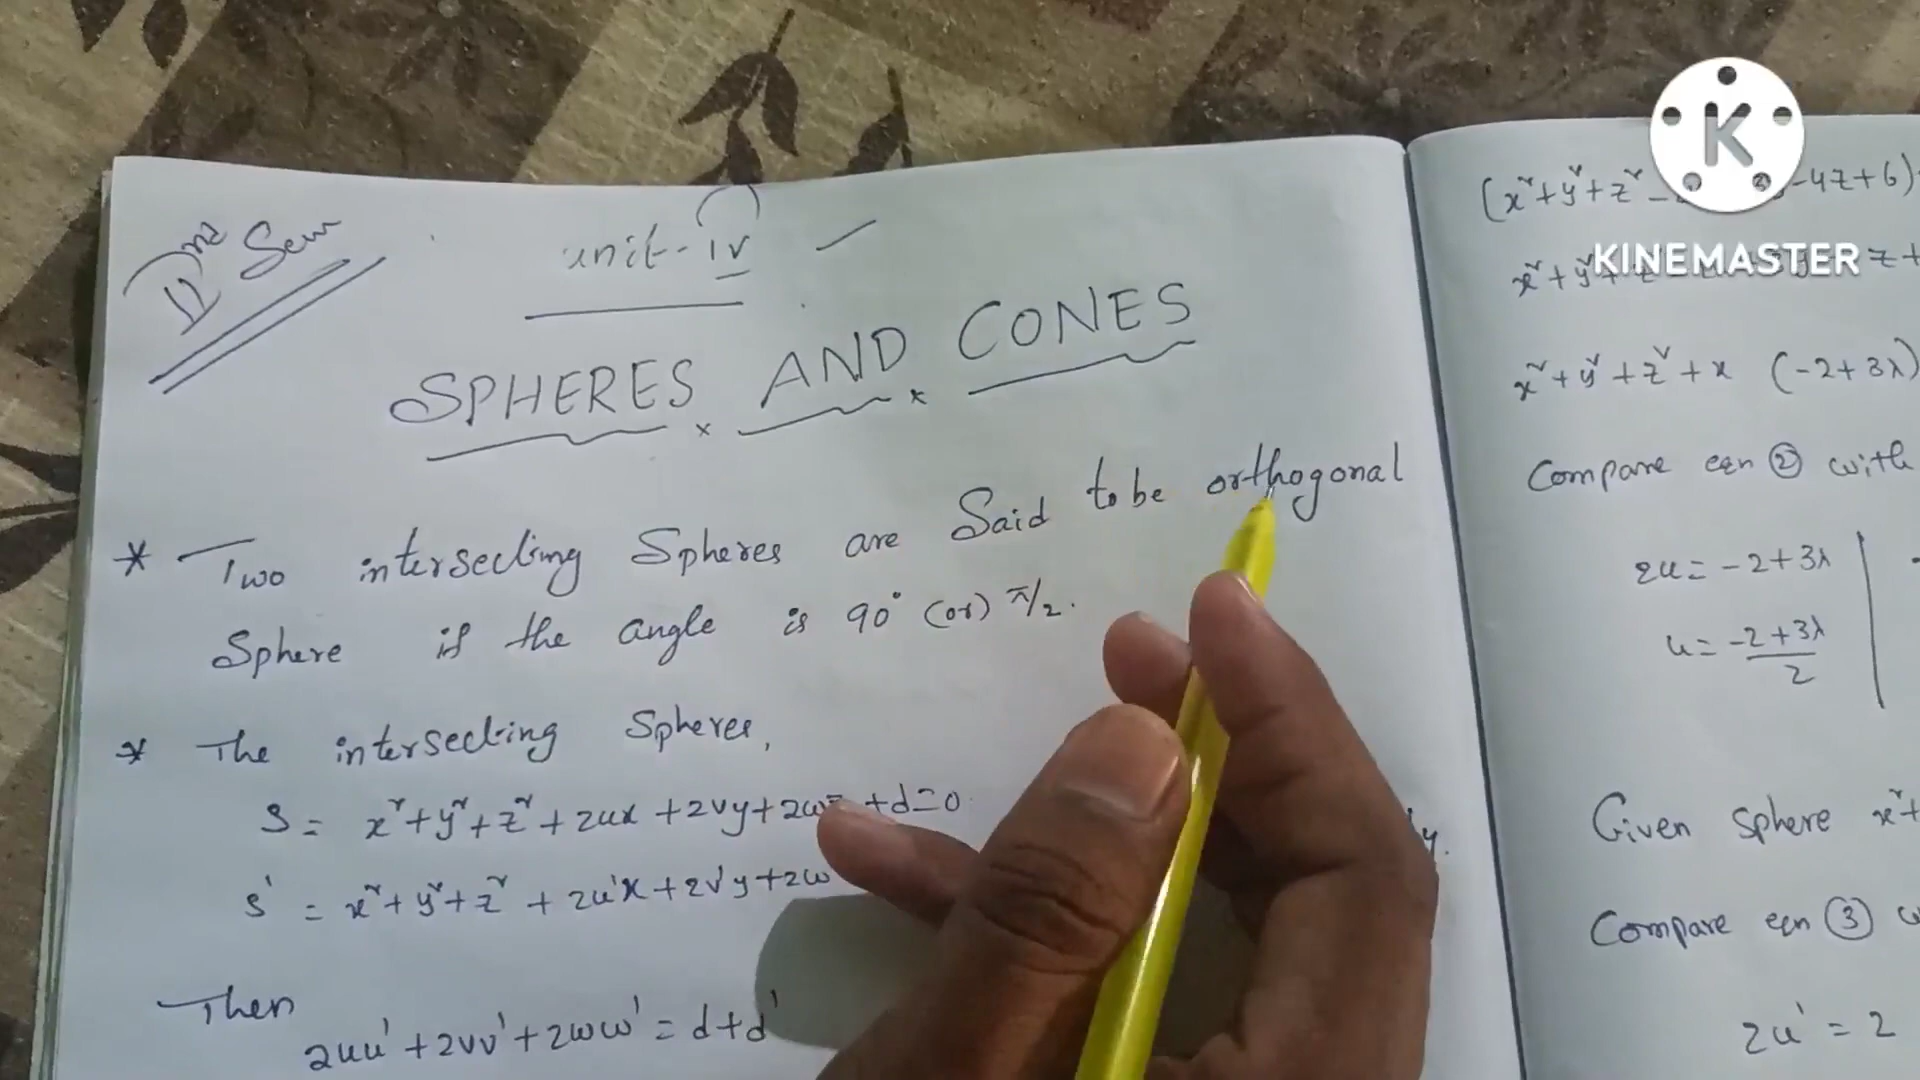 IInd Sem
unit-IV
SPHERES AND CONES
* Two intersecting Spheres are Said to be orthogonal
Sphere if the angle is 90° (or) π/2.
* The intersecting Spheres,
S = x²+y²+z²+2ux+2vy+2wz+d=0
S' = x²+y²+z²+2u'x+2v'y+2w
Then
2uu'+2vv'+2ww' = d+d'
y.
K
KINEMASTER
(x²+y²+z²- -4z+6)
x²+y²+z z+
x²+y²+z²+x (-2+3λ)
Compare eqn ② with
2u = -2+3λ
u = -2+3λ
2
Given sphere x²+
Compare eqn ③
2u' = 2